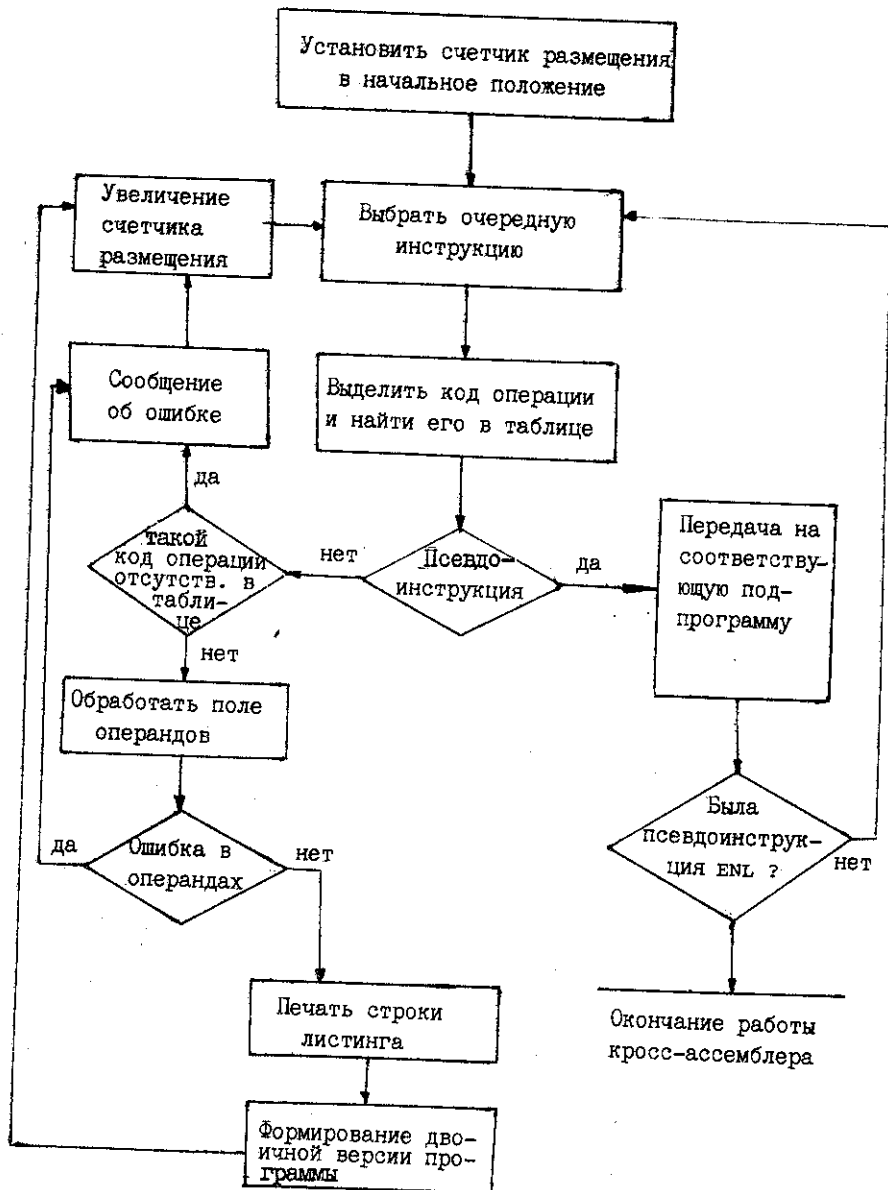 Установить счетчик размещения
в начальное положение
Увеличение
счетчика
размещения
Выбрать очередную
инструкцию
Сообщение
об ошибке
Выделить код операции
и найти его в таблице
да
такой
код операции
отсутств. в
табли-
це
нет
Псевдо-
инструкция
да
Передача на
соответству-
ющую под-
программу
нет
Обработать поле
операндов
да
Ошибка в
операндах
нет
Была
псевдоинструк-
ция ENL ?
нет
Печать строки
листинга
Окончание работы
кросс-ассемблера
Формирование дво-
ичной версии про-
граммы